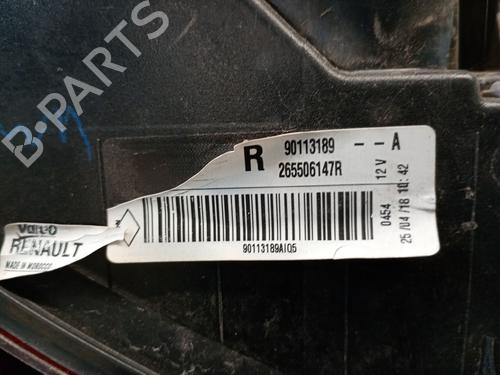 R 90113189 - - A
265506147R
12 V
0454
25/04/18 10:42
90113189AIQ5
Valeo
RENAULT
MADE IN MOROCCO
B-PARTS